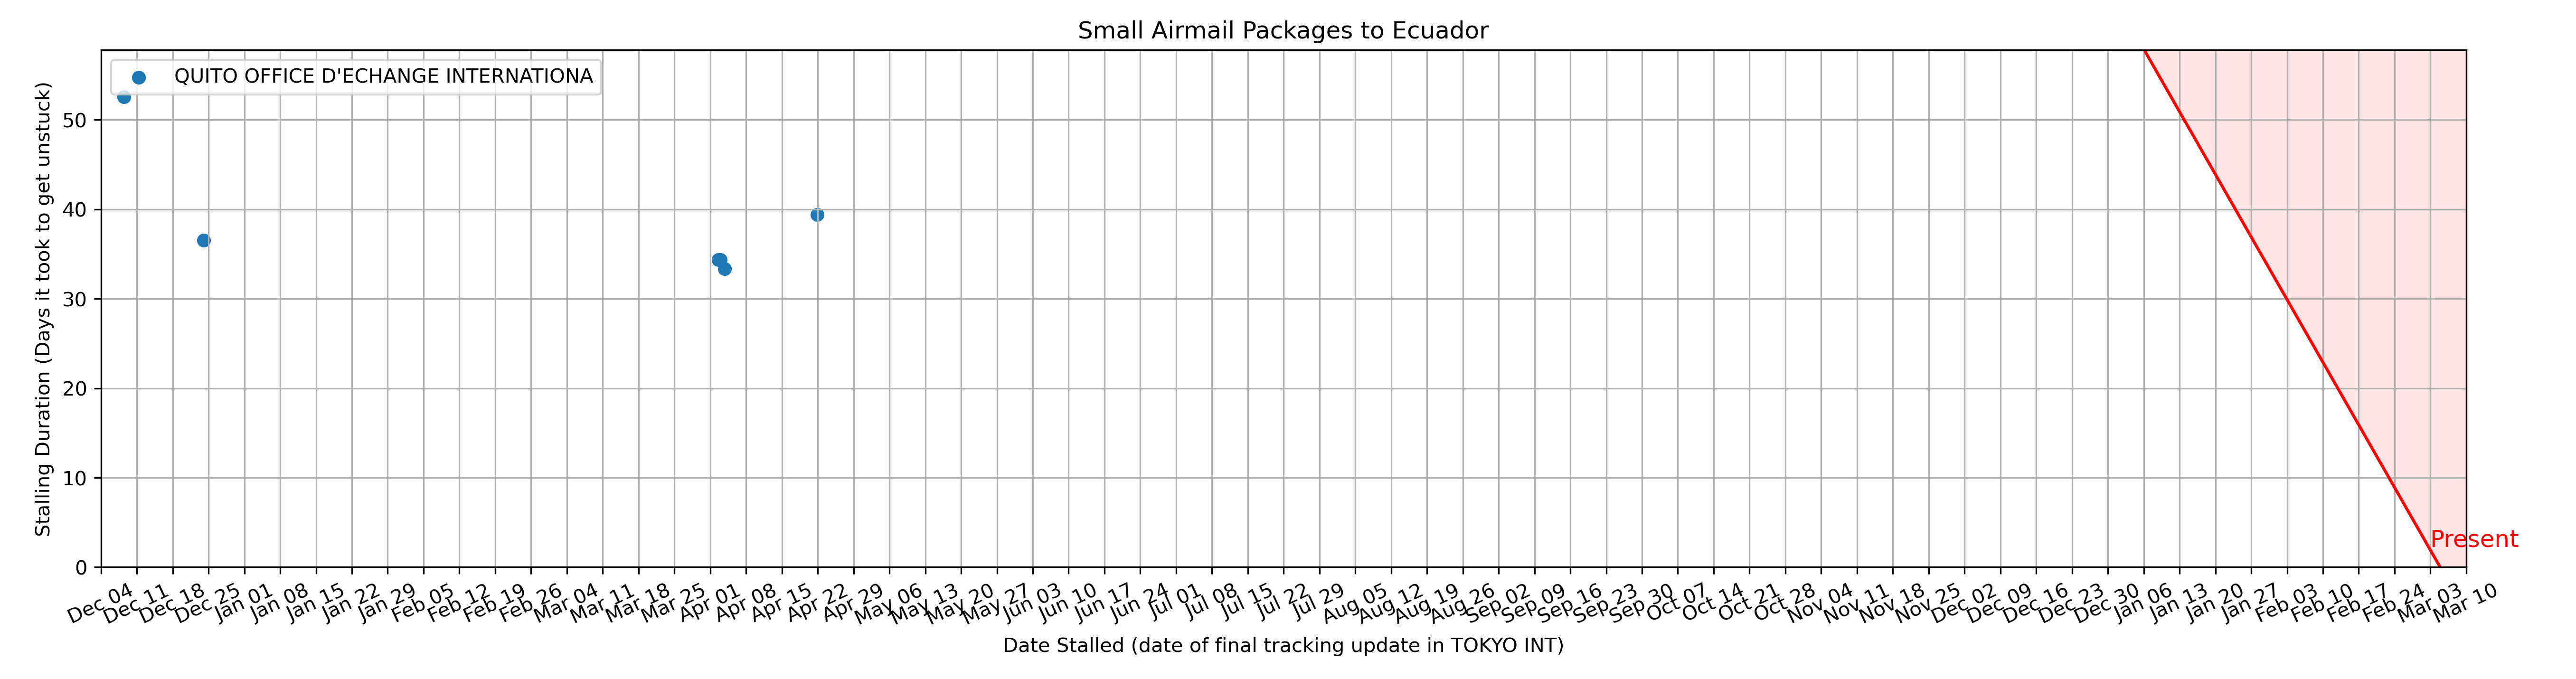 Small Airmail Packages to Ecuador
QUITO OFFICE D'ECHANGE INTERNATIONA
Stalling Duration (Days it took to get unstuck)
50
40
30
20
10
0
Present
Dec 04 Dec 11 Dec 18 Dec 25 Jan 01 Jan 08 Jan 15 Jan 22 Jan 29 Feb 05 Feb 12 Feb 19 Feb 26 Mar 04 Mar 11 Mar 18 Mar 25 Apr 01 Apr 08 Apr 15 Apr 22 Apr 29 May 06 May 13 May 20 May 27 Jun 03 Jun 10 Jun 17 Jun 24 Jul 01 Jul 08 Jul 15 Jul 22 Jul 29 Aug 05 Aug 12 Aug 19 Aug 26 Sep 02 Sep 09 Sep 16 Sep 23 Sep 30 Oct 07 Oct 14 Oct 21 Oct 28 Nov 04 Nov 11 Nov 18 Nov 25 Dec 02 Dec 09 Dec 16 Dec 23 Dec 30 Jan 06 Jan 13 Jan 20 Jan 27 Feb 03 Feb 10 Feb 17 Feb 24 Mar 03 Mar 10
Date Stalled (date of final tracking update in TOKYO INT)